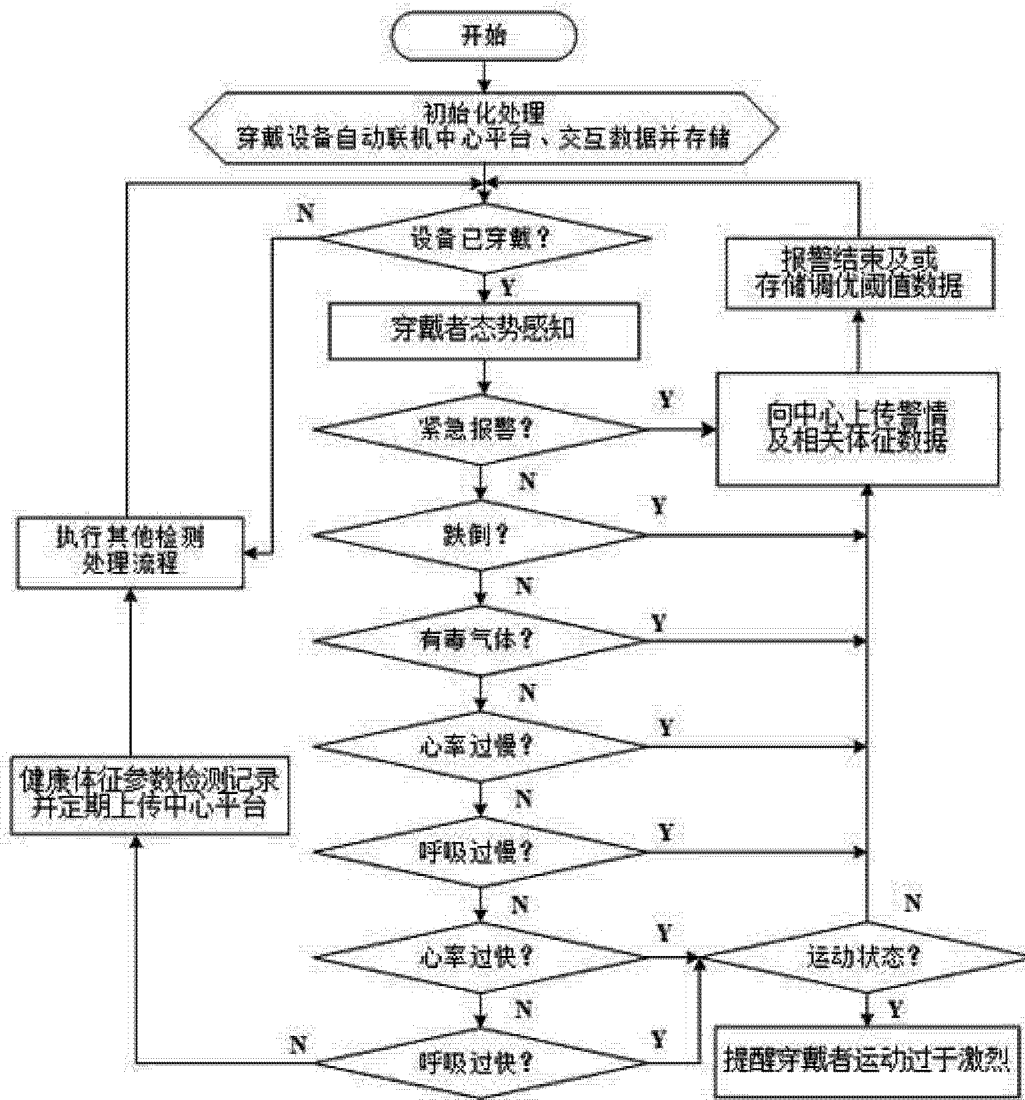 开始
初始化处理
穿戴设备自动联机中心平台、交互数据并存储
N
设备已穿戴？
Y
报警结束及或
存储调优阈值数据
穿戴者态势感知
紧急报警？
Y
向中心上传警情
及相关体征数据
N
跌倒？
Y
执行其他检测
处理流程
N
有毒气体？
Y
N
心率过慢？
Y
健康体征参数检测记录
并定期上传中心平台
N
呼吸过慢？
Y
N
心率过快？
Y
运动状态？
N
N
Y
N
呼吸过快？
Y
提醒穿戴者运动过于激烈